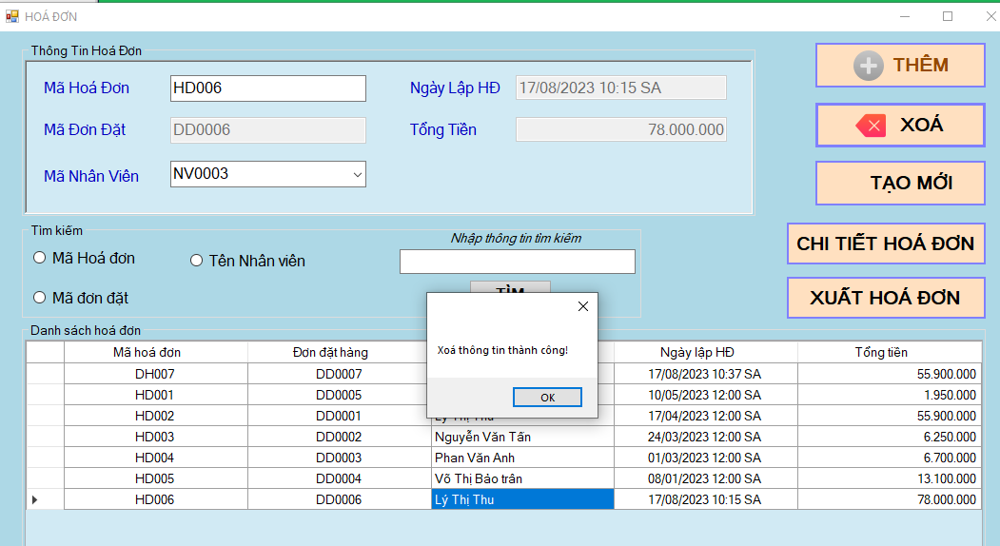 HOÁ ĐƠN
Thông Tin Hoá Đơn
Mã Hoá Đơn HD006 Ngày Lập HĐ 17/08/2023 10:15 SA
Mã Đơn Đặt DD0006 Tổng Tiền 78.000.000
Mã Nhân Viên NV0003
THÊM
XOÁ
TẠO MỚI
CHI TIẾT HOÁ ĐƠN
XUẤT HOÁ ĐƠN
Tìm kiếm
Nhập thông tin tìm kiếm
Mã Hoá đơn Tên Nhân viên
Mã đơn đặt
TÌM
Xoá thông tin thành công!
OK
Danh sách hoá đơn
Mã hoá đơn Đơn đặt hàng Ngày lập HĐ Tổng tiền
DH007 DD0007 17/08/2023 10:37 SA 55.900.000
HD001 DD0005 10/05/2023 12:00 SA 1.950.000
HD002 DD0001 Lý Thị Thu 17/04/2023 12:00 SA 55.900.000
HD003 DD0002 Nguyễn Văn Tấn 24/03/2023 12:00 SA 6.250.000
HD004 DD0003 Phan Văn Anh 01/03/2023 12:00 SA 6.700.000
HD005 DD0004 Võ Thị Bảo trân 08/01/2023 12:00 SA 13.100.000
HD006 DD0006 Lý Thị Thu 17/08/2023 10:15 SA 78.000.000